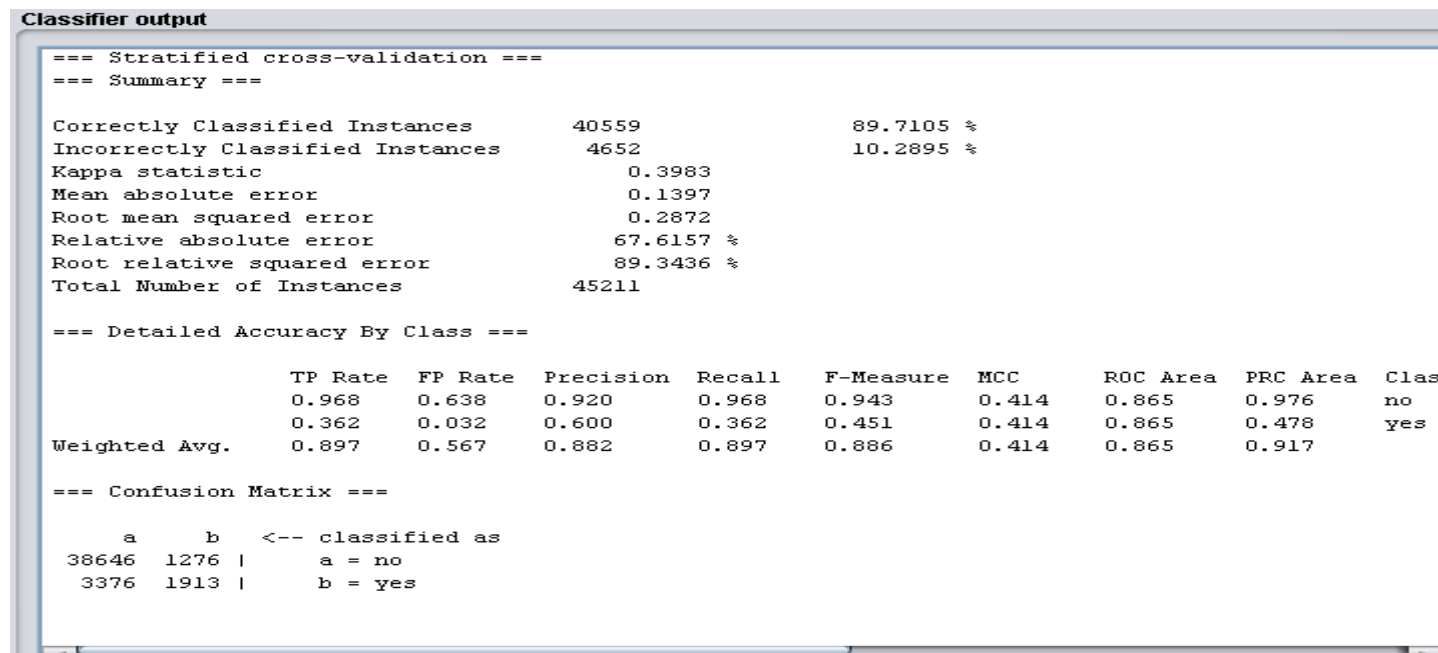 Classifier output
=== Stratified cross-validation ===
=== Summary ===
Correctly Classified Instances 40559 89.7105 %
Incorrectly Classified Instances 4652 10.2895 %
Kappa statistic 0.3983
Mean absolute error 0.1397
Root mean squared error 0.2872
Relative absolute error 67.6157 %
Root relative squared error 89.3436 %
Total Number of Instances 45211
=== Detailed Accuracy By Class ===
TP Rate FP Rate Precision Recall F-Measure MCC ROC Area PRC Area Clas
0.968 0.638 0.920 0.968 0.943 0.414 0.865 0.976 no
0.362 0.032 0.600 0.362 0.451 0.414 0.865 0.478 yes
Weighted Avg. 0.897 0.567 0.882 0.897 0.886 0.414 0.865 0.917
=== Confusion Matrix ===
a b <-- classified as
38646 1276 | a = no
3376 1913 | b = yes